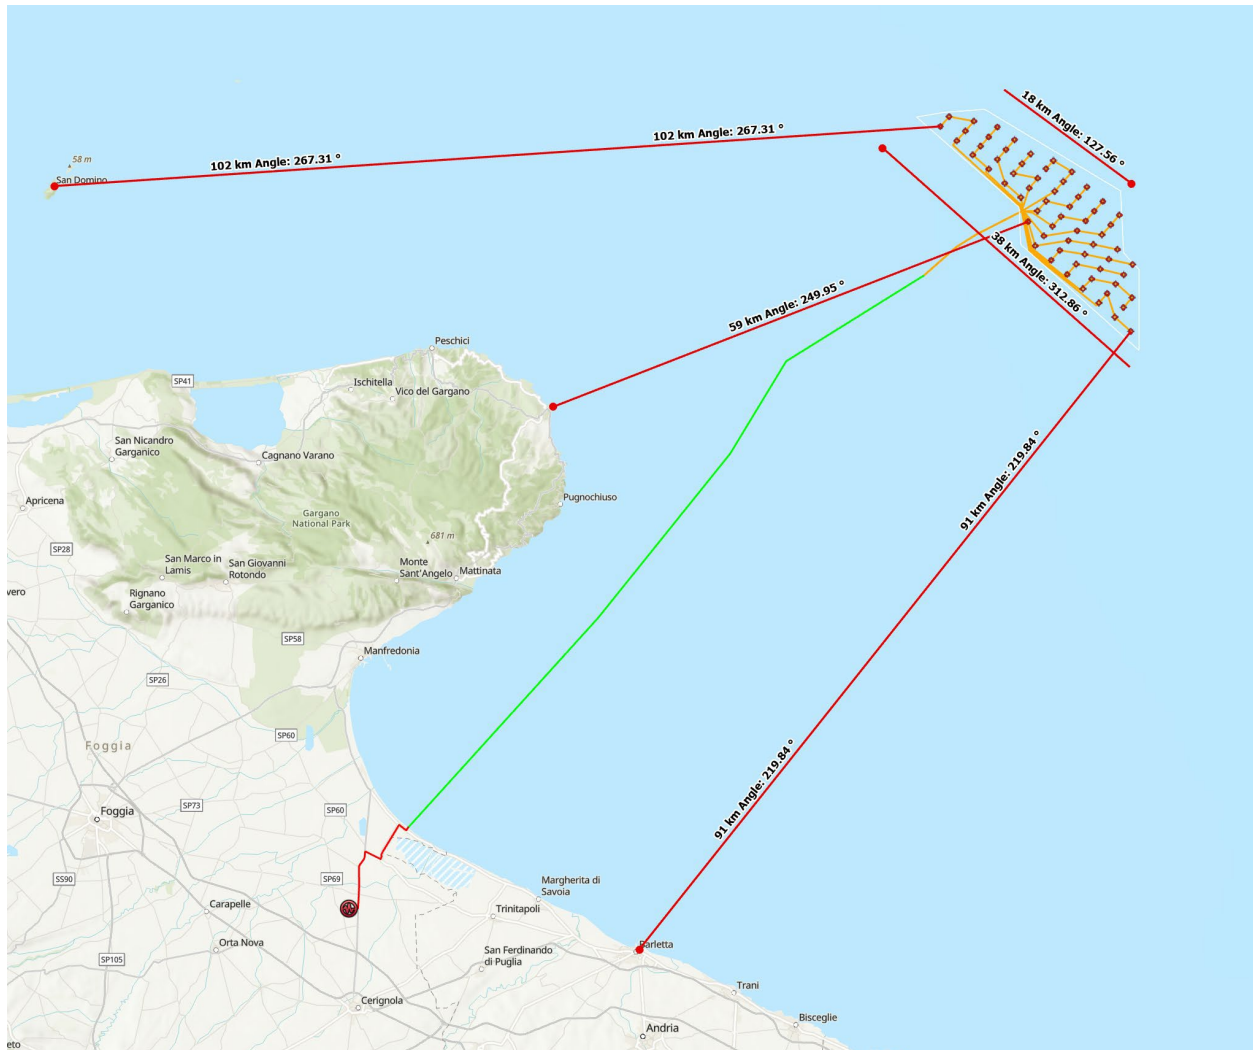 18 km Angle: 127.56 °
102 km Angle: 267.31 °
102 km Angle: 267.31 °
58 m
San Domino
38 km Angle: 312.86 °
59 km Angle: 249.95 °
Peschici
SP41
Ischitella
Vico del Gargano
San Nicandro
Garganico
Cagnano Varano
91 km Angle: 219.84 °
Apricena
Pugnochiuso
Gargano
National Park
681 m
SP28
San Marco in
Lamis
San Giovanni
Rotondo
Monte
Sant'Angelo
Mattinata
vero
Rignano
Garganico
SP58
Manfredonia
SP26
SP60
Foggia
91 km Angle: 219.84 °
SP73
SP60
Foggia
SS90
SP69
Margherita di
Savoia
Carapelle
Trinitapoli
Orta Nova
Barletta
San Ferdinando
di Puglia
SP105
Trani
Cerignola
Bisceglie
Andria
eto